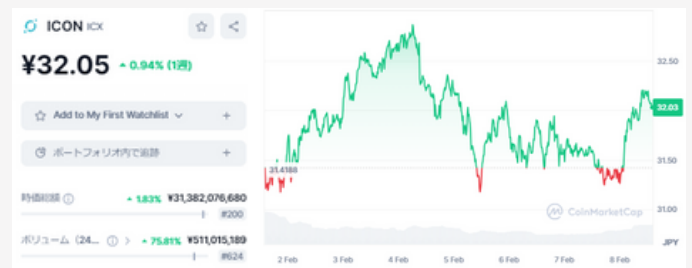 ICON ICX
¥32.05 0.94% (1週)
Add to My First Watchlist
ポートフォリオ内で追跡
時価総額 1.83% ¥31,382,076,680
#200
ボリューム (24... 75.81% ¥511,015,189
#624
32.50
32.03
31.50
31.00
31.4188
CoinMarketCap
JPY
2 Feb 3 Feb 4 Feb 5 Feb 6 Feb 7 Feb 8 Feb